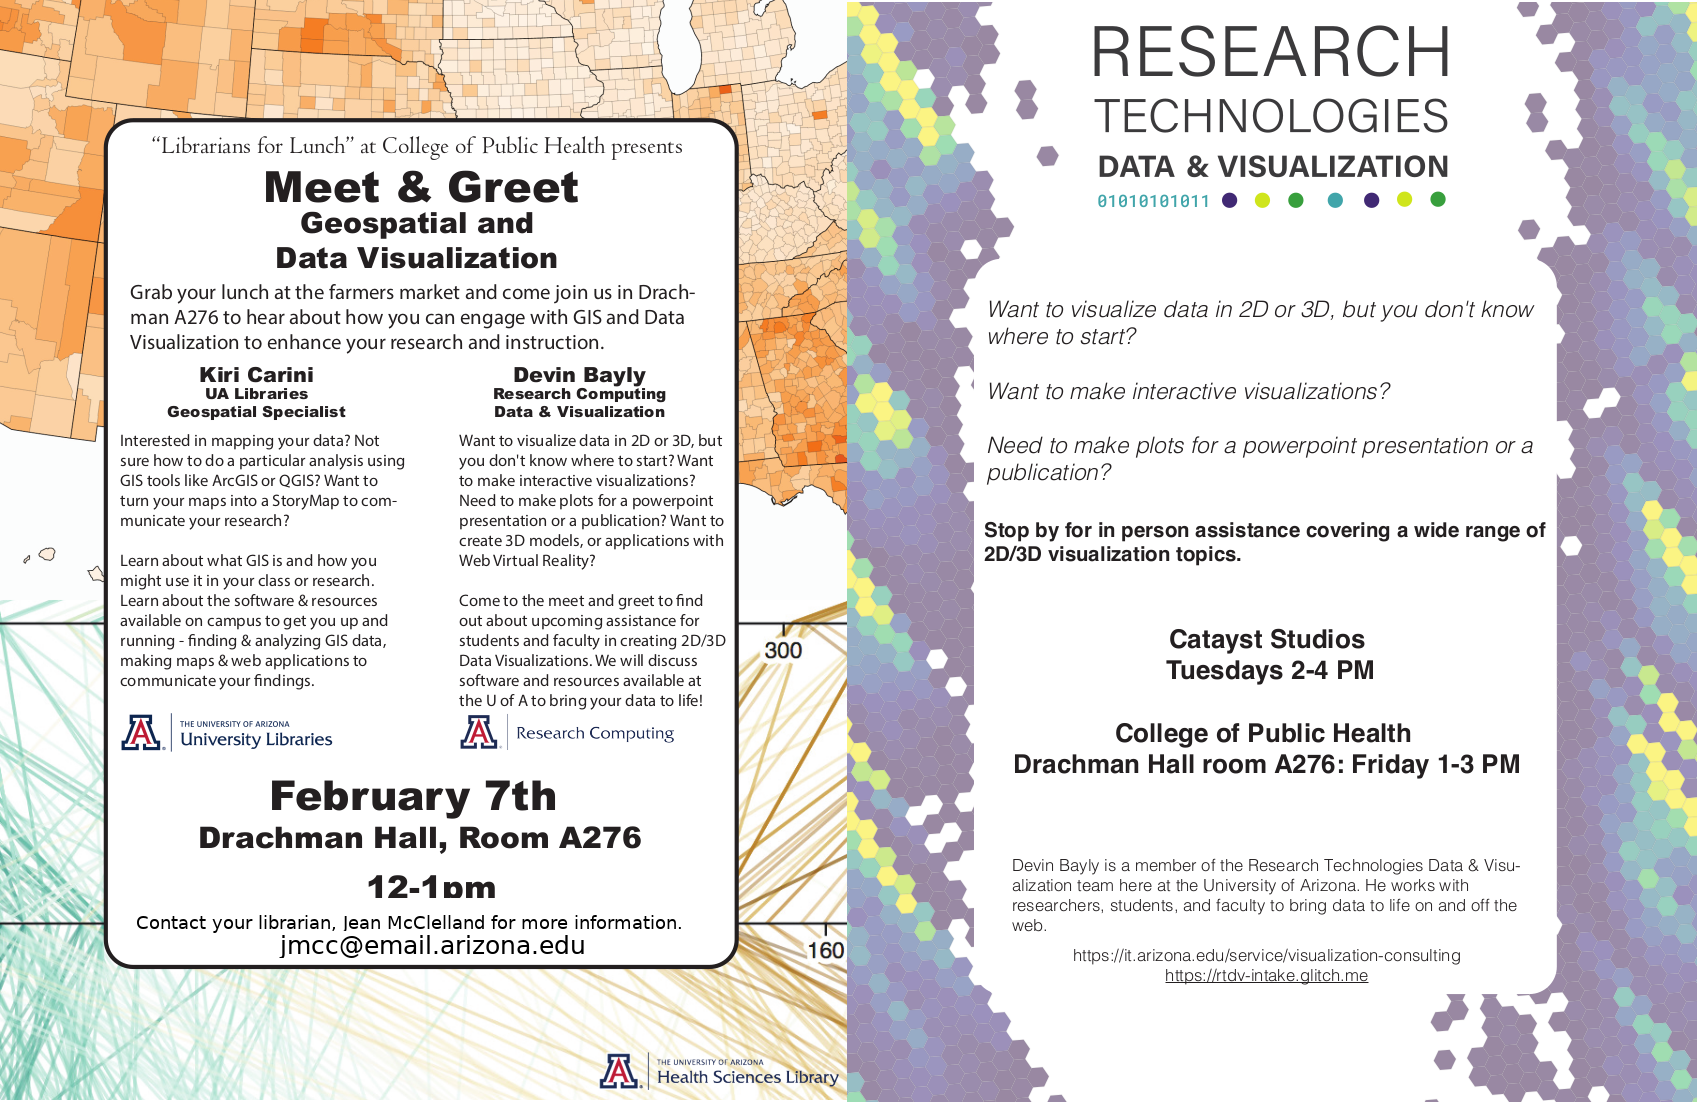 “Librarians for Lunch” at College of Public Health presents
Meet & Greet
Geospatial and
Data Visualization
Grab your lunch at the farmers market and come join us in Drach-
man A276 to hear about how you can engage with GIS and Data
Visualization to enhance your research and instruction.
Kiri Carini
UA Libraries
Geospatial Specialist
Interested in mapping your data? Not
sure how to do a particular analysis using
GIS tools like ArcGIS or QGIS? Want to
turn your maps into a StoryMap to com-
municate your research?
Learn about what GIS is and how you
might use it in your class or research.
Learn about the software & resources
available on campus to get you up and
running - finding & analyzing GIS data,
making maps & web applications to
communicate your findings.
A
THE UNIVERSITY OF ARIZONA
University Libraries
Devin Bayly
Research Computing
Data & Visualization
Want to visualize data in 2D or 3D, but
you don't know where to start? Want
to make interactive visualizations?
Need to make plots for a powerpoint
presentation or a publication? Want to
create 3D models, or applications with
Web Virtual Reality?
Come to the meet and greet to find
out about upcoming assistance for
students and faculty in creating 2D/3D
Data Visualizations. We will discuss
software and resources available at
the U of A to bring your data to life!
A
Research Computing
February 7th
Drachman Hall, Room A276
12-1pm
Contact your librarian, Jean McClelland for more information.
jmcc@email.arizona.edu
300
160
A
THE UNIVERSITY OF ARIZONA
Health Sciences Library
RESEARCH
TECHNOLOGIES
DATA & VISUALIZATION
01010101011
Want to visualize data in 2D or 3D, but you don't know
where to start?
Want to make interactive visualizations?
Need to make plots for a powerpoint presentation or a
publication?
Stop by for in person assistance covering a wide range of
2D/3D visualization topics.
Catayst Studios
Tuesdays 2-4 PM
College of Public Health
Drachman Hall room A276: Friday 1-3 PM
Devin Bayly is a member of the Research Technologies Data & Visu-
alization team here at the University of Arizona. He works with
researchers, students, and faculty to bring data to life on and off the
web.
https://it.arizona.edu/service/visualization-consulting
https://rtdv-intake.glitch.me